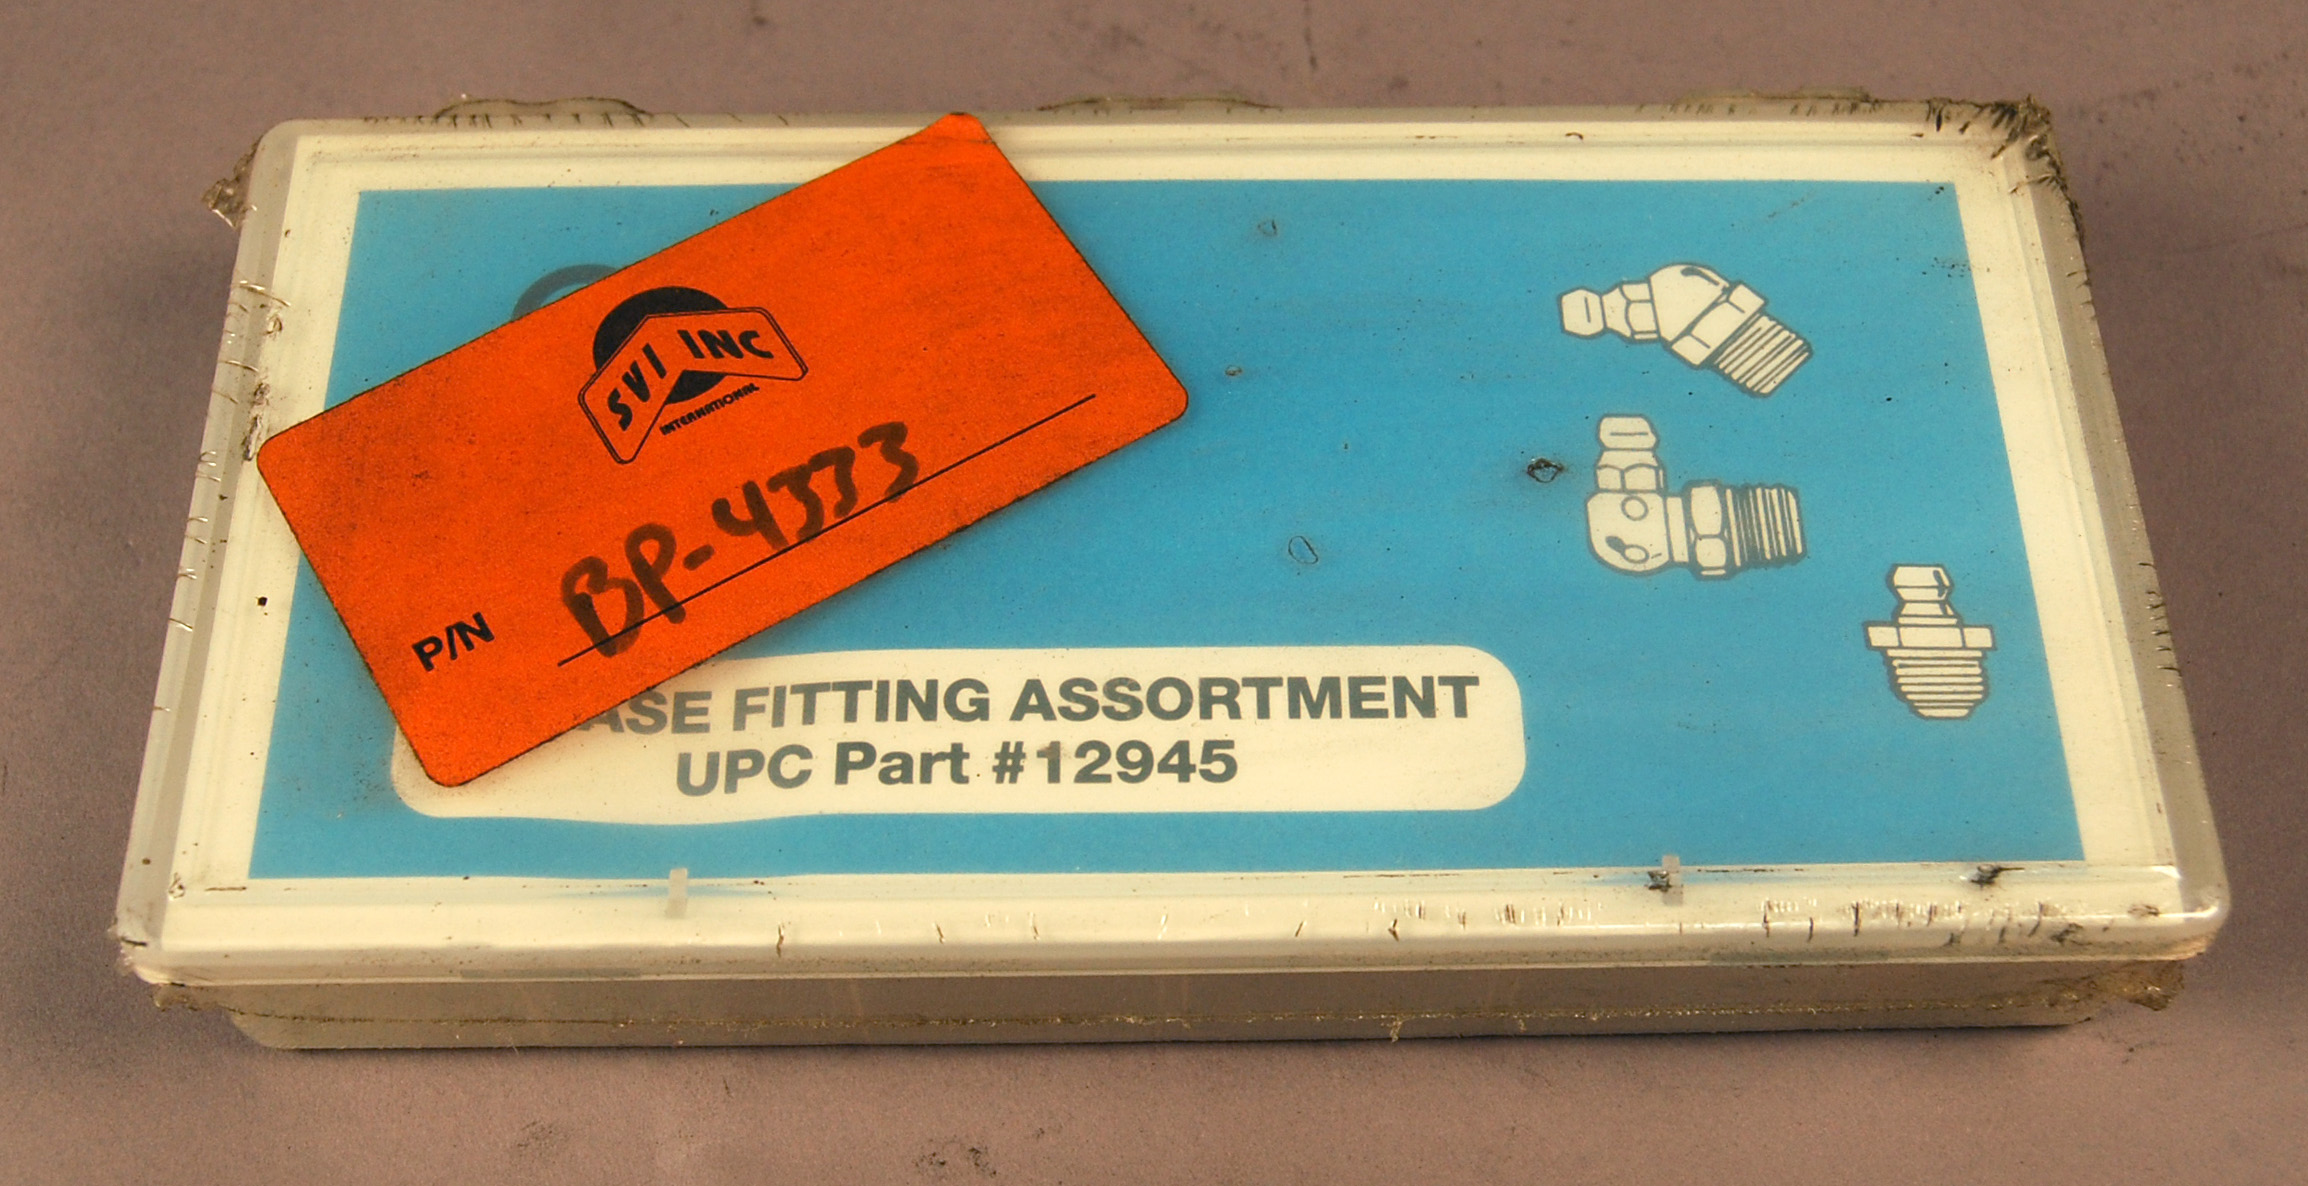 SVI INC
INTERNATIONAL
P/N BP-4333
ASE FITTING ASSORTMENT
UPC Part #12945